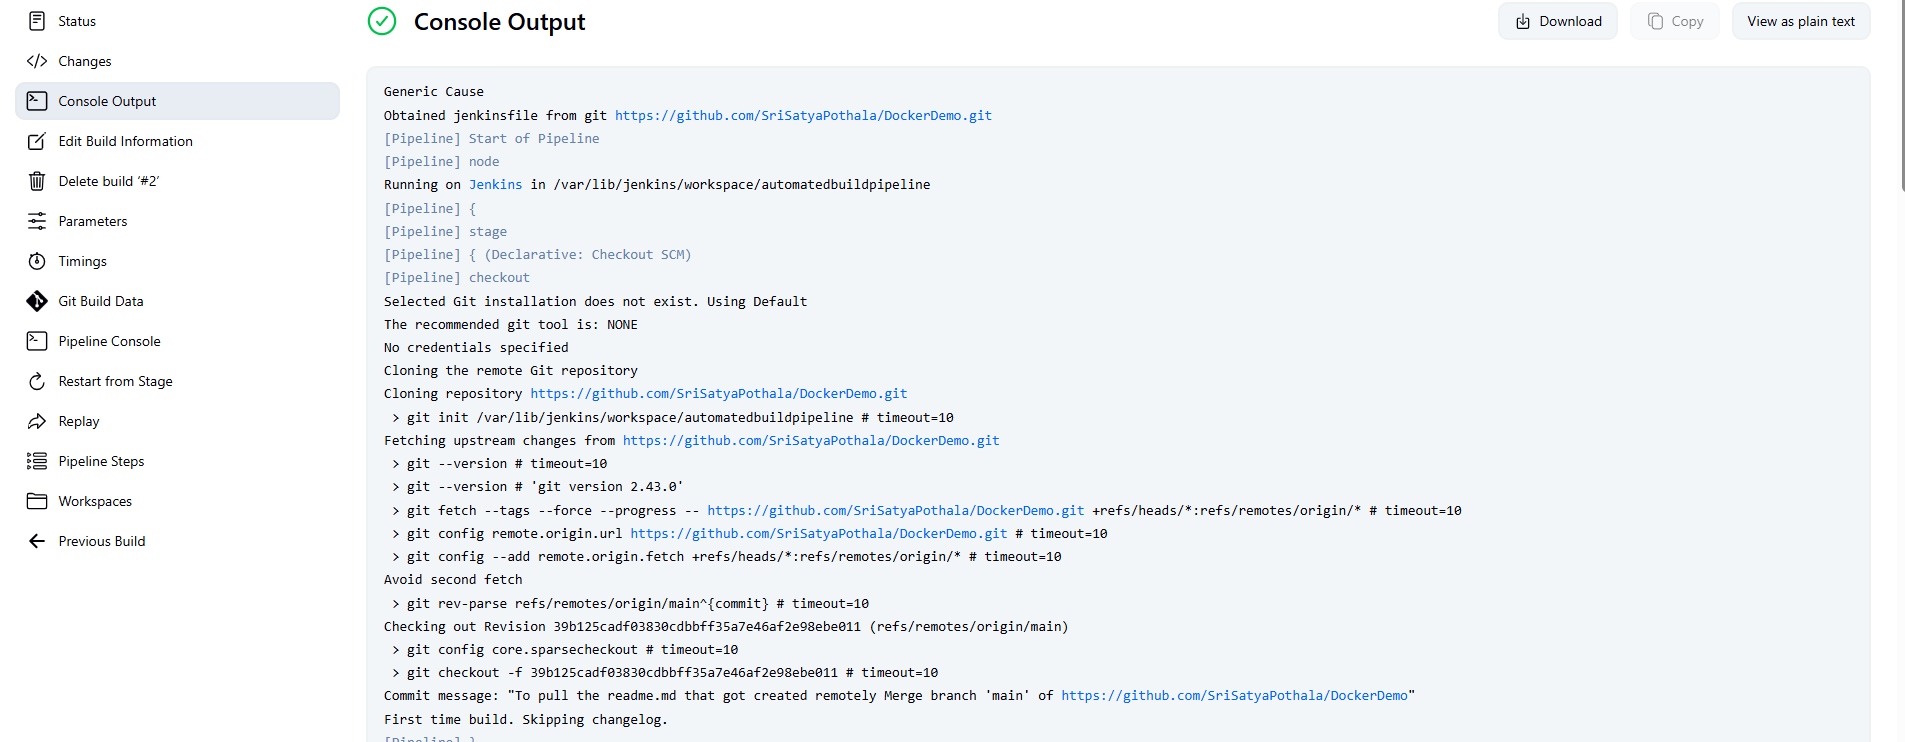 Status
Changes
Console Output
Edit Build Information
Delete build ‘#2’
Parameters
Timings
Git Build Data
Pipeline Console
Restart from Stage
Replay
Pipeline Steps
Workspaces
Previous Build
Console Output
Download
Copy
View as plain text
Generic Cause
Obtained jenkinsfile from git https://github.com/SriSatyaPothala/DockerDemo.git
[Pipeline] Start of Pipeline
[Pipeline] node
Running on Jenkins in /var/lib/jenkins/workspace/automatedbuildpipeline
[Pipeline] {
[Pipeline] stage
[Pipeline] { (Declarative: Checkout SCM)
[Pipeline] checkout
Selected Git installation does not exist. Using Default
The recommended git tool is: NONE
No credentials specified
Cloning the remote Git repository
Cloning repository https://github.com/SriSatyaPothala/DockerDemo.git
 > git init /var/lib/jenkins/workspace/automatedbuildpipeline # timeout=10
Fetching upstream changes from https://github.com/SriSatyaPothala/DockerDemo.git
 > git --version # timeout=10
 > git --version # 'git version 2.43.0'
 > git fetch --tags --force --progress -- https://github.com/SriSatyaPothala/DockerDemo.git +refs/heads/*:refs/remotes/origin/* # timeout=10
 > git config remote.origin.url https://github.com/SriSatyaPothala/DockerDemo.git # timeout=10
 > git config --add remote.origin.fetch +refs/heads/*:refs/remotes/origin/* # timeout=10
Avoid second fetch
 > git rev-parse refs/remotes/origin/main^{commit} # timeout=10
Checking out Revision 39b125cadf03830cdbbff35a7e46af2e98ebe011 (refs/remotes/origin/main)
 > git config core.sparsecheckout # timeout=10
 > git checkout -f 39b125cadf03830cdbbff35a7e46af2e98ebe011 # timeout=10
Commit message: "To pull the readme.md that got created remotely Merge branch 'main' of https://github.com/SriSatyaPothala/DockerDemo"
First time build. Skipping changelog.
[Pipeline] }